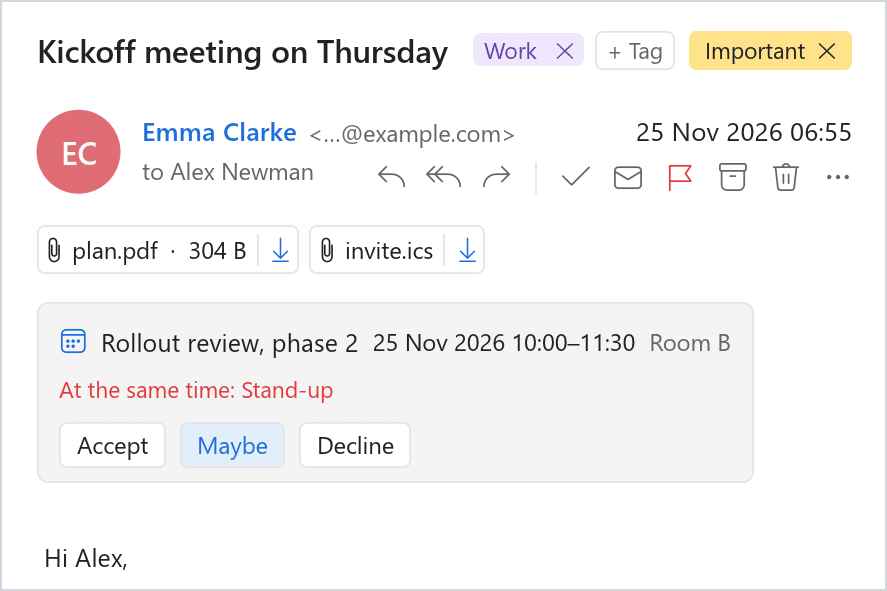 Kickoff meeting on Thursday Work + Tag Important
EC Emma Clarke <...@example.com> 25 Nov 2026 06:55
to Alex Newman
plan.pdf · 304 B invite.ics
Rollout review, phase 2 25 Nov 2026 10:00–11:30 Room B
At the same time: Stand-up
Accept Maybe Decline
Hi Alex,